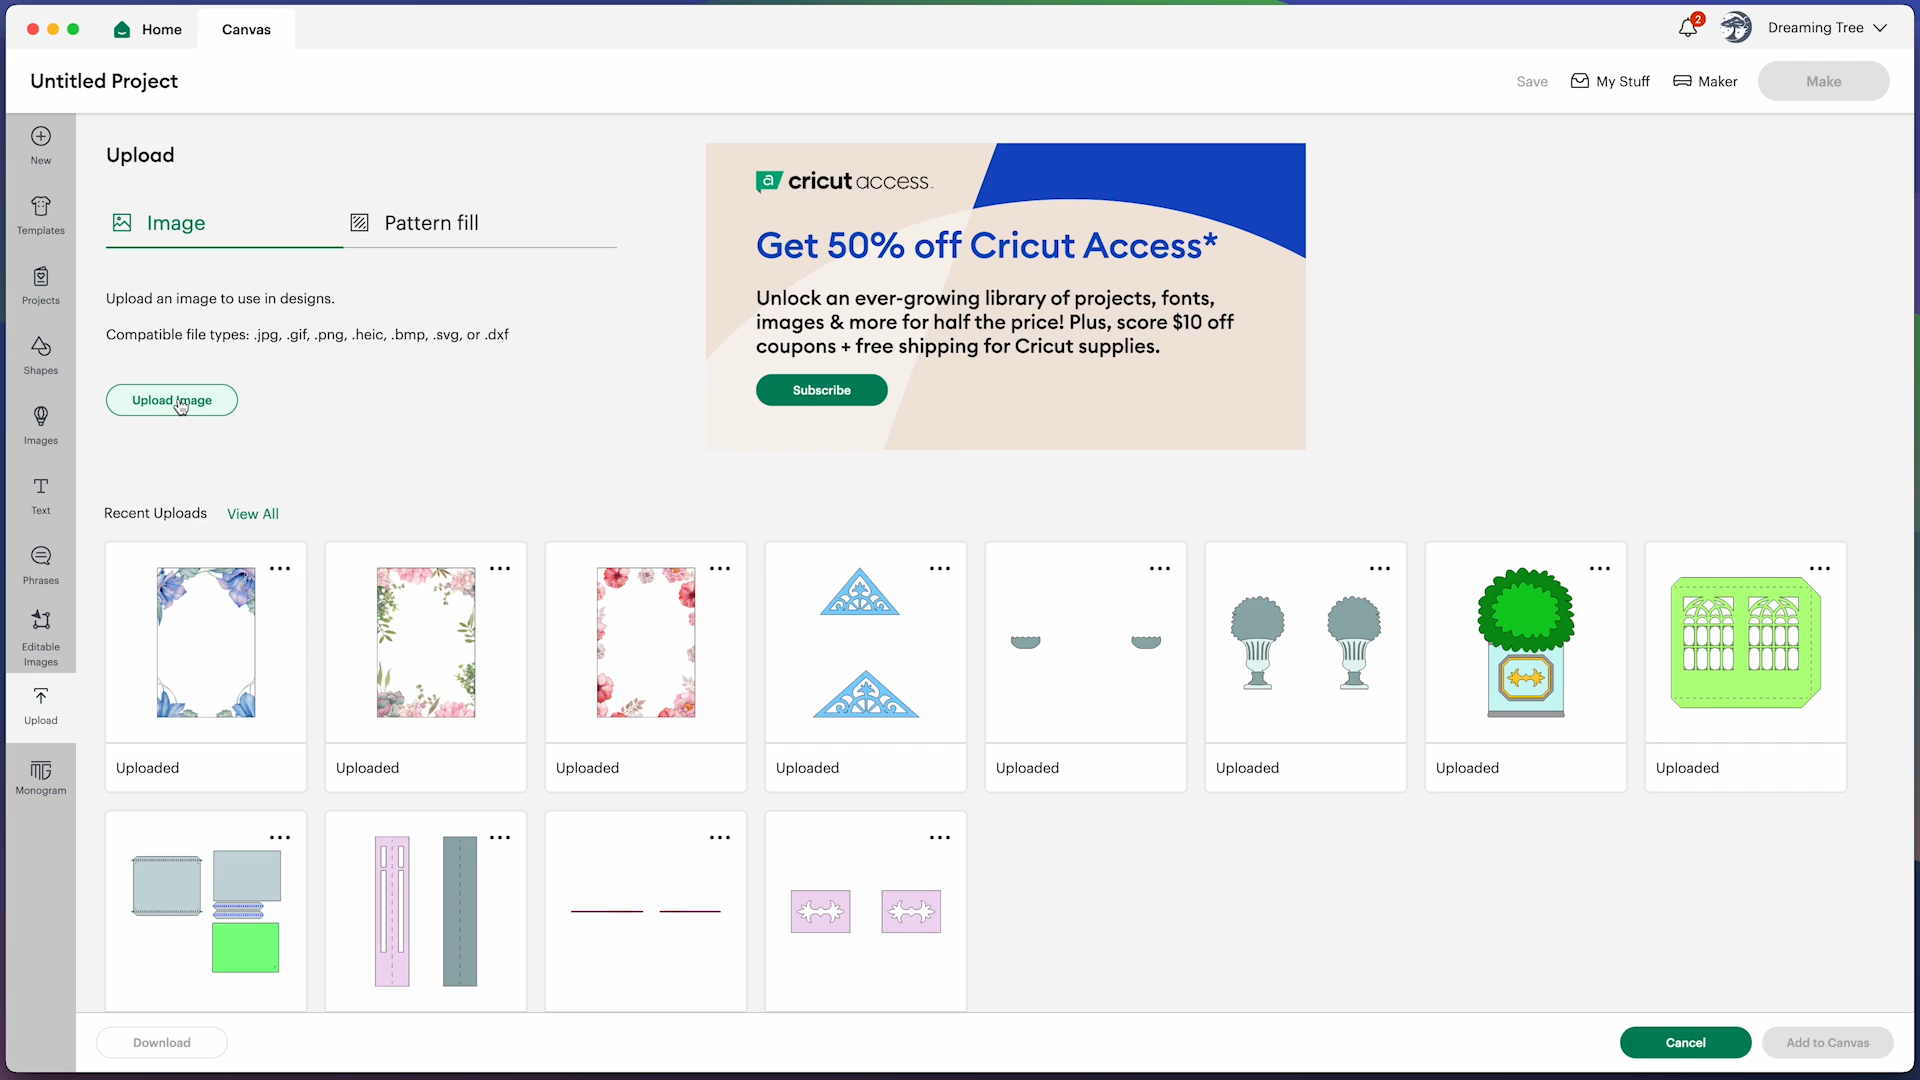 Home
Canvas
2
Dreaming Tree
Untitled Project
Save
My Stuff
Maker
Make
New
Templates
Projects
Shapes
Images
Text
Phrases
Editable
Images
Upload
Monogram
Upload
Image
Pattern fill
Upload an image to use in designs.
Compatible file types: .jpg, .gif, .png, .heic, .bmp, .svg, or .dxf
Upload Image
a cricut access™
Get 50% off Cricut Access*
Unlock an ever-growing library of projects, fonts,
images & more for half the price! Plus, score $10 off
coupons + free shipping for Cricut supplies.
Subscribe
Recent Uploads View All
Uploaded
Uploaded
Uploaded
Uploaded
Uploaded
Uploaded
Uploaded
Uploaded
Download
Cancel
Add to Canvas